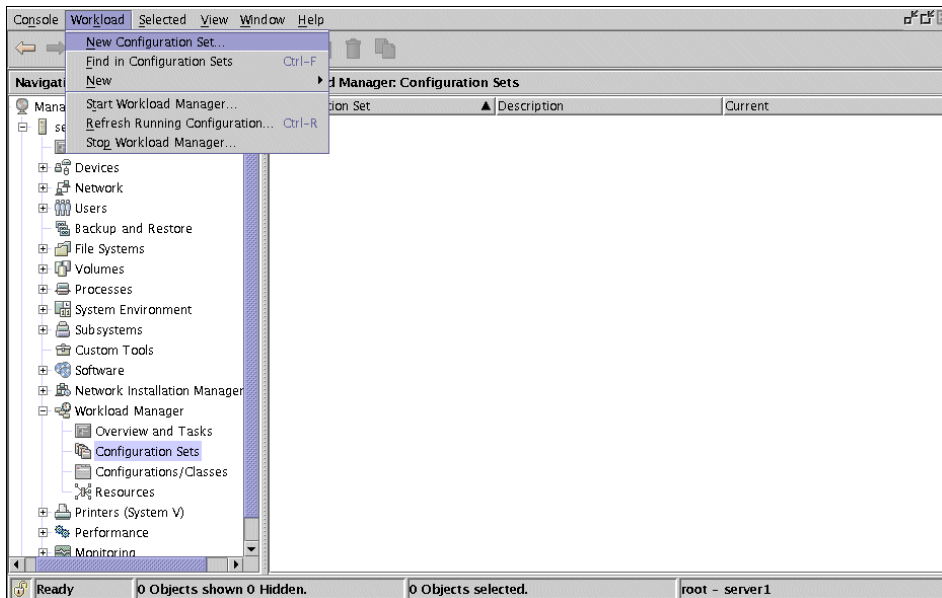 Console Workload Selected View Window Help
New Configuration Set...
Find in Configuration Sets Ctrl-F
New
Start Workload Manager...
Refresh Running Configuration... Ctrl-R
Stop Workload Manager...
Navigati
d Manager: Configuration Sets
tion Set Description Current
Mana
se
Devices
Network
Users
Backup and Restore
File Systems
Volumes
Processes
System Environment
Subsystems
Custom Tools
Software
Network Installation Manager
Workload Manager
Overview and Tasks
Configuration Sets
Configurations/Classes
Resources
Printers (System V)
Performance
Monitoring
Ready 0 Objects shown 0 Hidden. 0 Objects selected. root - server1